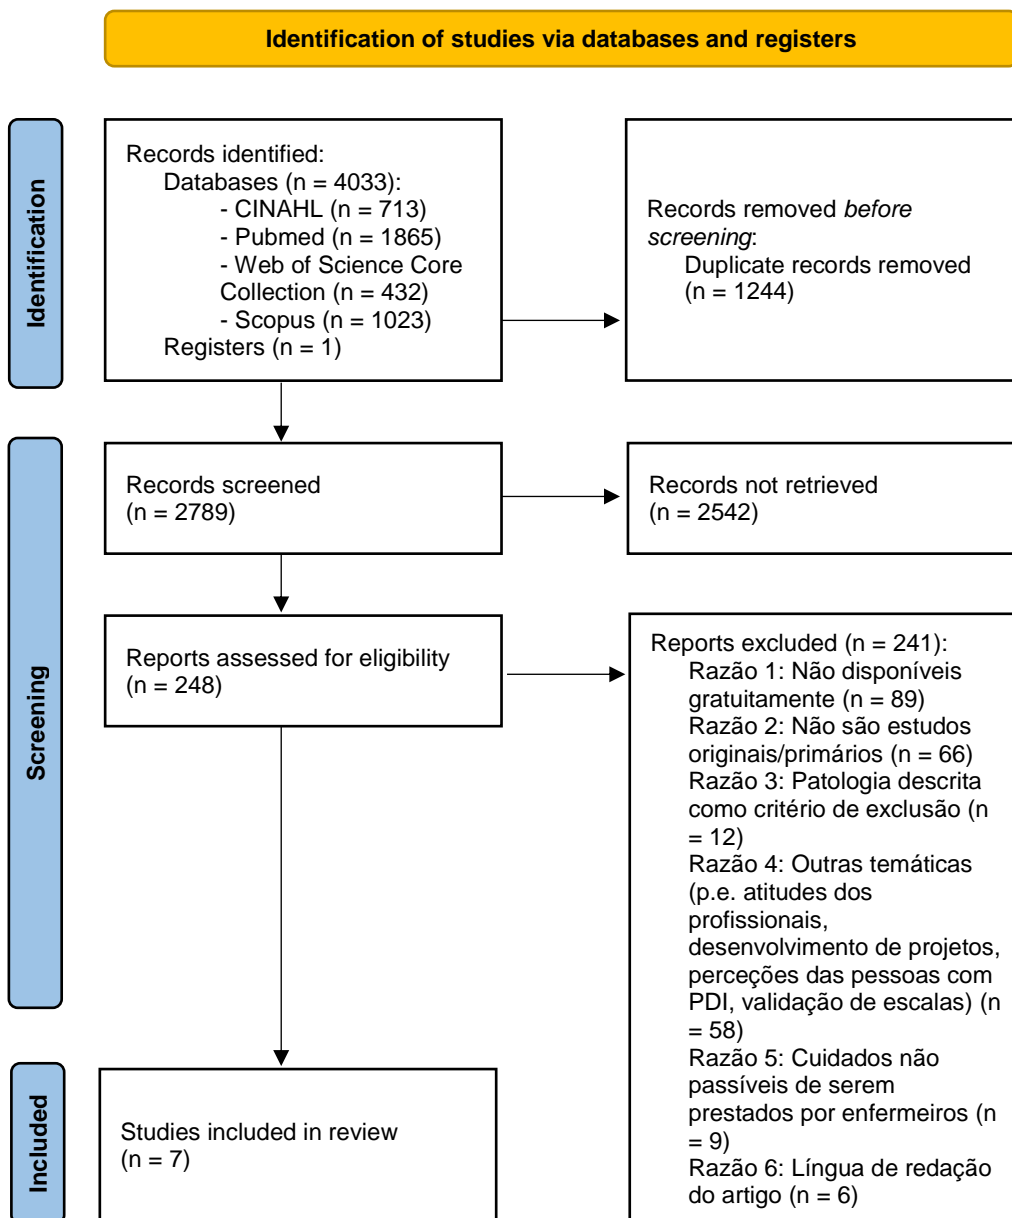 Identification of studies via databases and registers
Identification
Records identified:
Databases (n = 4033):
- CINAHL (n = 713)
- Pubmed (n = 1865)
- Web of Science Core
Collection (n = 432)
- Scopus (n = 1023)
Registers (n = 1)
Records removed before
screening:
Duplicate records removed
(n = 1244)
Screening
Records screened
(n = 2789)
Records not retrieved
(n = 2542)
Reports assessed for eligibility
(n = 248)
Reports excluded (n = 241):
Razão 1: Não disponíveis
gratuitamente (n = 89)
Razão 2: Não são estudos
originais/primários (n = 66)
Razão 3: Patologia descrita
como critério de exclusão (n
= 12)
Razão 4: Outras temáticas
(p.e. atitudes dos
profissionais,
desenvolvimento de projetos,
perceções das pessoas com
PDI, validação de escalas) (n
= 58)
Razão 5: Cuidados não
passíveis de serem
prestados por enfermeiros (n
= 9)
Razão 6: Língua de redação
do artigo (n = 6)
Included
Studies included in review
(n = 7)